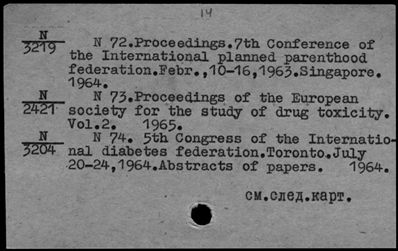 14
N
3219
N 72.Proceedings.7th Conference of
the International planned parenthood
federation.Febr.,10-16,1963.Singapore.
1964.
N
2421
N 73.Proceedings of the European
society for the study of drug toxicity.
Vol.2. 1965.
N
3204
N 74. 5th Congress of the Internatio-
nal diabetes federation.Toronto.July
20-24,1964.Abstracts of papers. 1964.
см.след.карт.